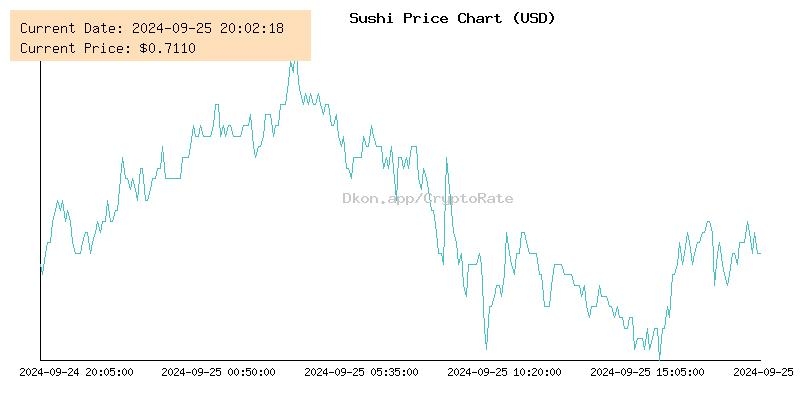 Sushi Price Chart (USD)
Current Date: 2024-09-25 20:02:18
Current Price: $0.7110
Dkon.app/CryptoRate
2024-09-24 20:05:00 2024-09-25 00:50:00 2024-09-25 05:35:00 2024-09-25 10:20:00 2024-09-25 15:05:00 2024-09-25